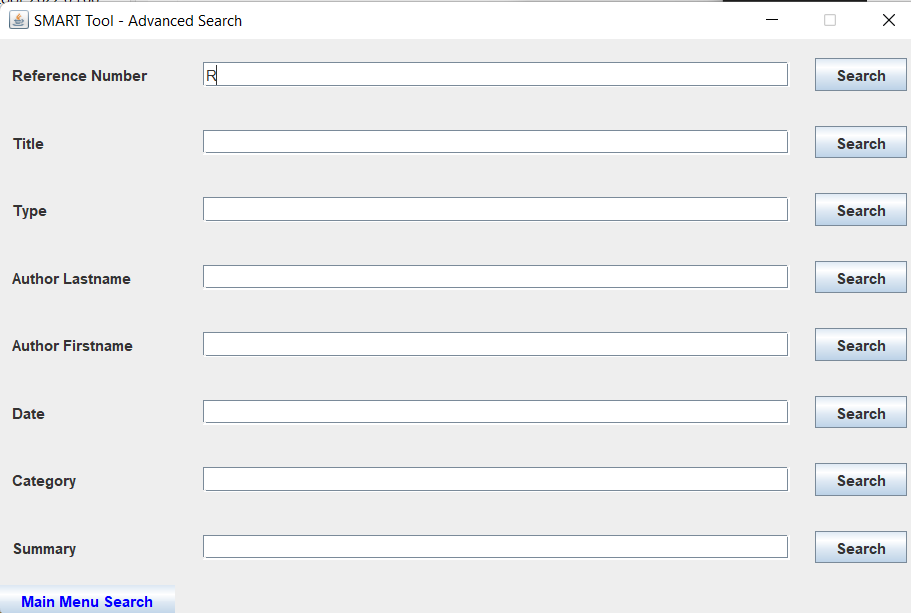 SMART Tool - Advanced Search
Reference Number R Search
Title Search
Type Search
Author Lastname Search
Author Firstname Search
Date Search
Category Search
Summary Search
Main Menu Search